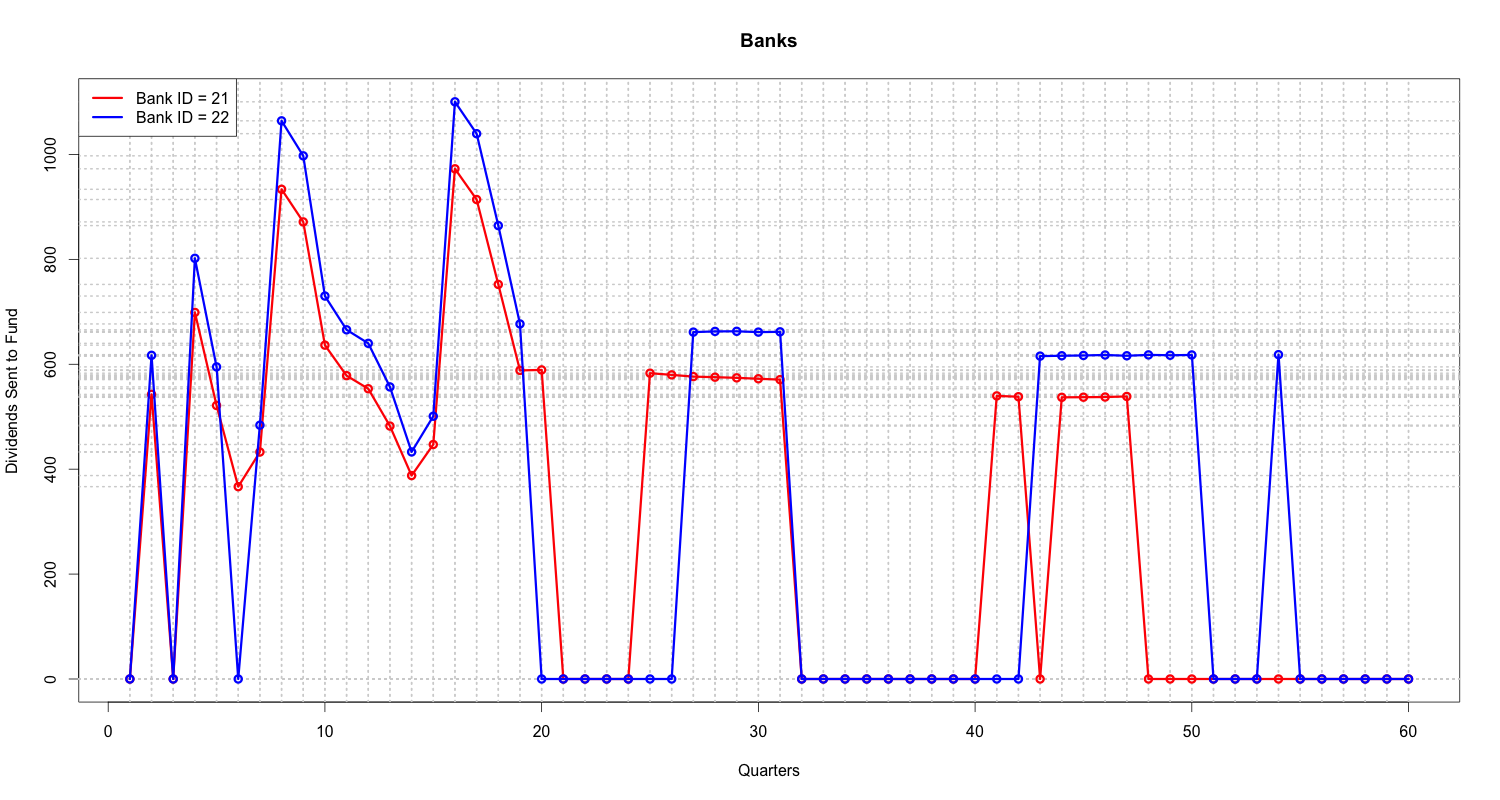 Banks
Bank ID = 21
Bank ID = 22
Dividends Sent to Fund
1000
800
600
400
200
0
0 10 20 30 40 50 60
Quarters